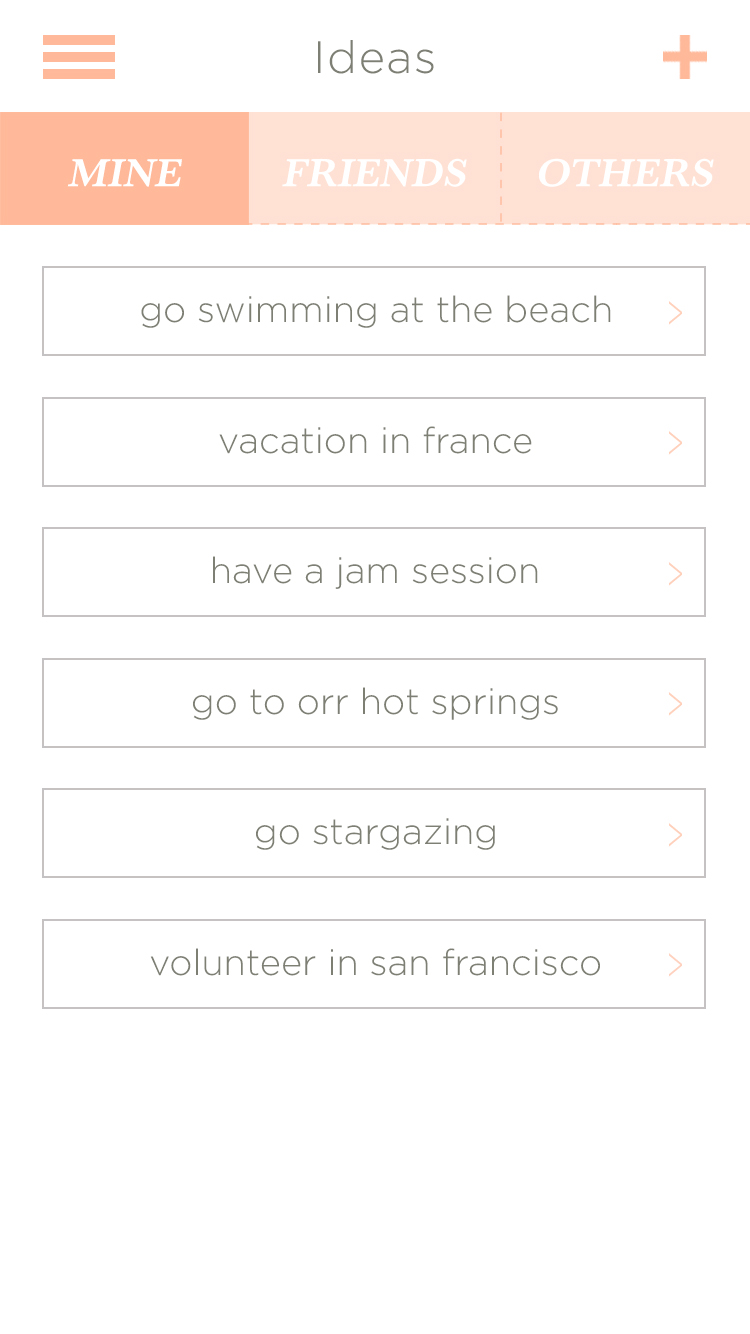 Ideas
MINE FRIENDS OTHERS
go swimming at the beach
vacation in france
have a jam session
go to orr hot springs
go stargazing
volunteer in san francisco